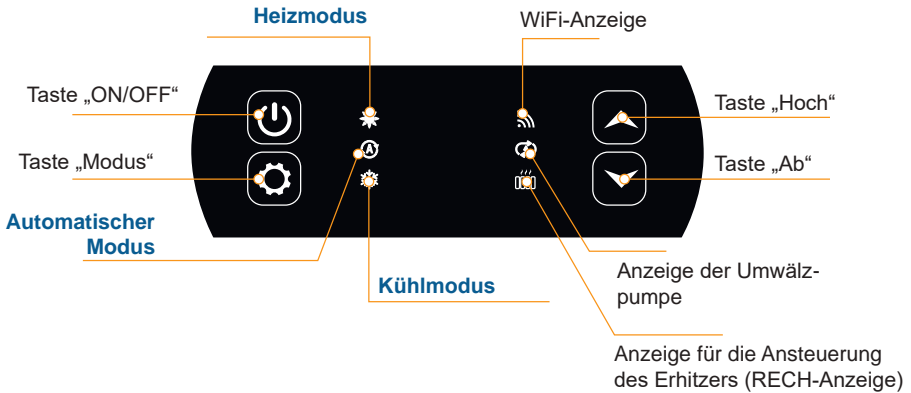 Heizmodus
WiFi-Anzeige
Taste „ON/OFF“
Taste „Hoch“
A
Taste „Modus“
Taste „Ab“
Automatischer
Modus
Kühlmodus
Anzeige der Umwälz-
pumpe
Anzeige für die Ansteuerung
des Erhitzers (RECH-Anzeige)